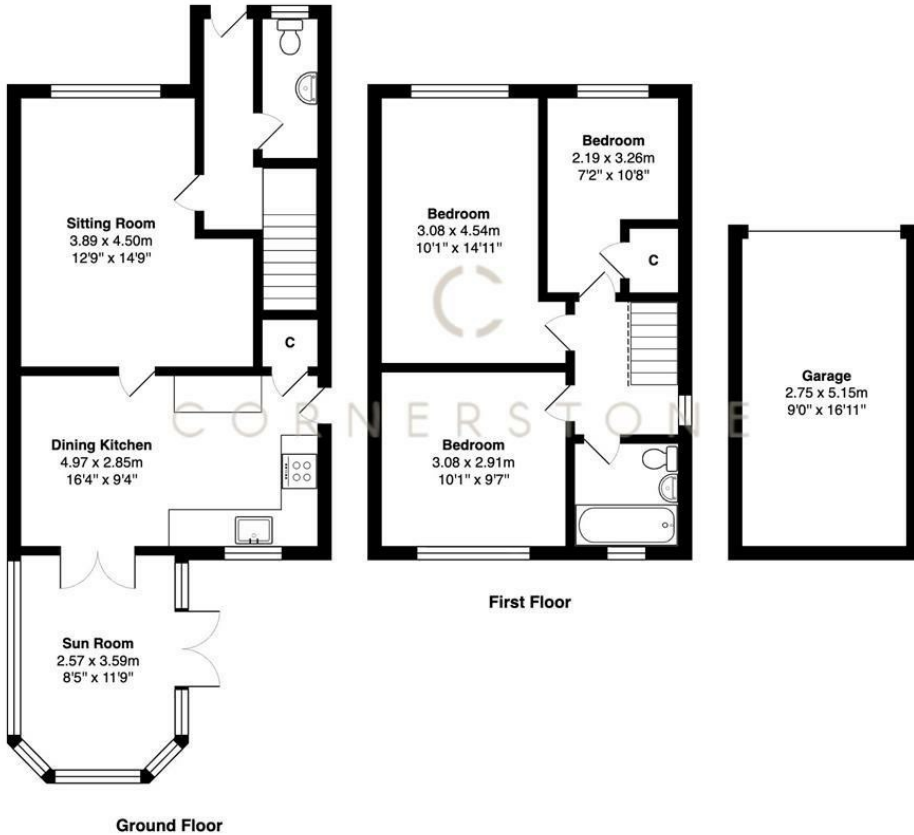 Sitting Room
3.89 x 4.50m
12'9" x 14'9"
C
Dining Kitchen
4.97 x 2.85m
16'4" x 9'4"
Sun Room
2.57 x 3.59m
8'5" x 11'9"
Ground Floor
Bedroom
3.08 x 4.54m
10'1" x 14'11"
Bedroom
2.19 x 3.26m
7'2" x 10'8"
C
Bedroom
3.08 x 2.91m
10'1" x 9'7"
First Floor
Garage
2.75 x 5.15m
9'0" x 16'11"
C
CORNERSTONE